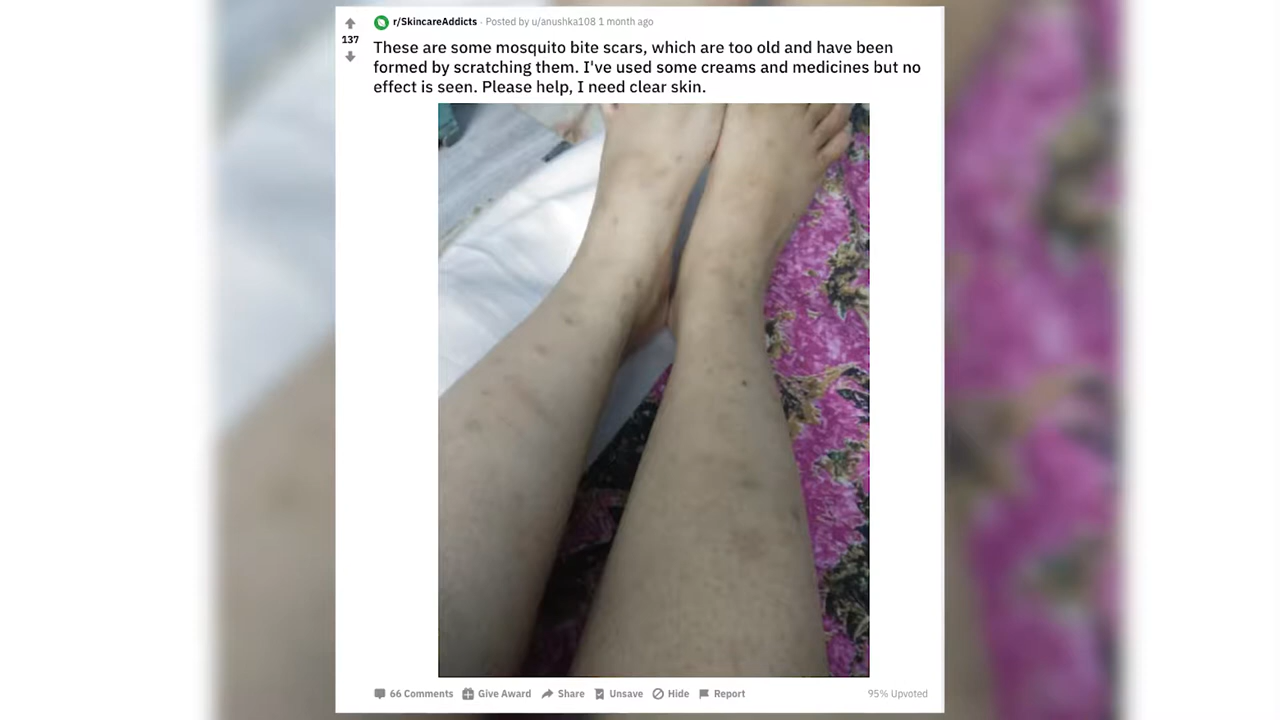 r/SkincareAddicts · Posted by u/anushka108 1 month ago
137
These are some mosquito bite scars, which are too old and have been
formed by scratching them. I've used some creams and medicines but no
effect is seen. Please help, I need clear skin.
66 Comments Give Award Share Unsave Hide Report 95% Upvoted